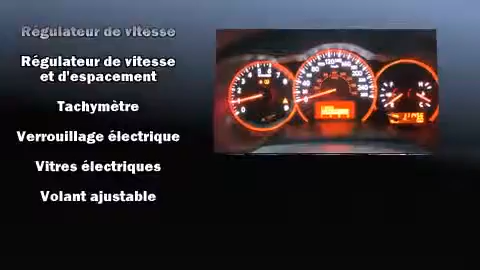 Régulateur de vitesse
Régulateur de vitesse
et d'espacement
Tachymètre
Verrouillage électrique
Vitres électriques
Volant ajustable